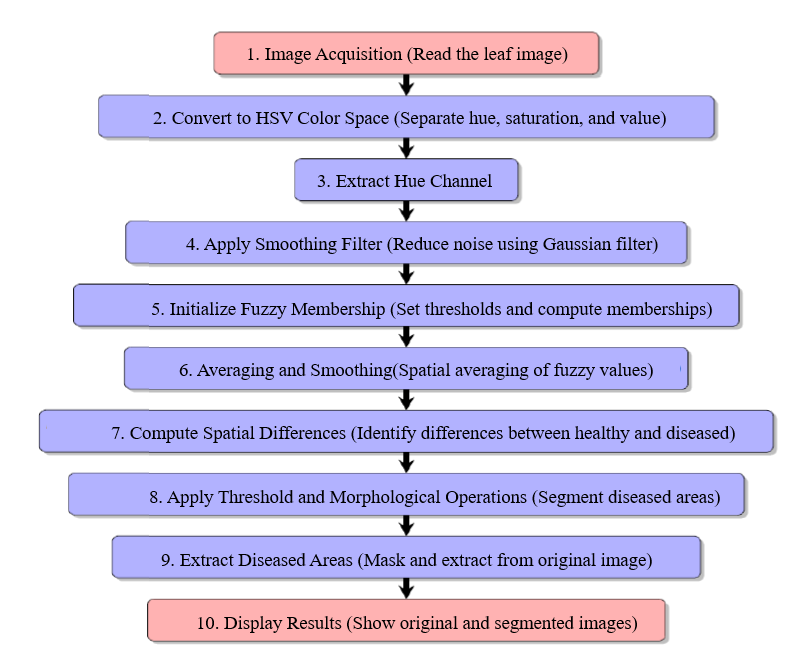 1. Image Acquisition (Read the leaf image)
2. Convert to HSV Color Space (Separate hue, saturation, and value)
3. Extract Hue Channel
4. Apply Smoothing Filter (Reduce noise using Gaussian filter)
5. Initialize Fuzzy Membership (Set thresholds and compute memberships)
6. Averaging and Smoothing(Spatial averaging of fuzzy values)
7. Compute Spatial Differences (Identify differences between healthy and diseased)
8. Apply Threshold and Morphological Operations (Segment diseased areas)
9. Extract Diseased Areas (Mask and extract from original image)
10. Display Results (Show original and segmented images)